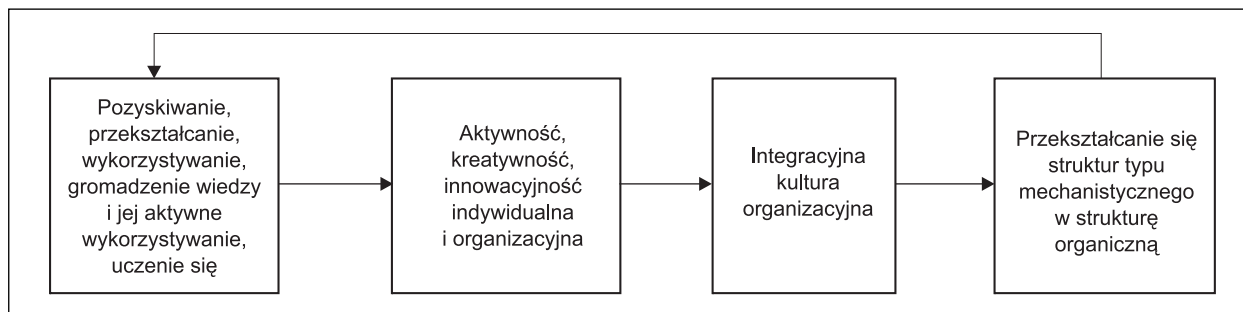 Pozyskiwanie,
przekształcanie,
wykorzystywanie,
gromadzenie wiedzy
i jej aktywne
wykorzystywanie,
uczenie się
Aktywność,
kreatywność,
innowacyjność
indywidualna
i organizacyjna
Integracyjna
kultura
organizacyjna
Przekształcanie się
struktur typu
mechanistycznego
w strukturę
organiczną